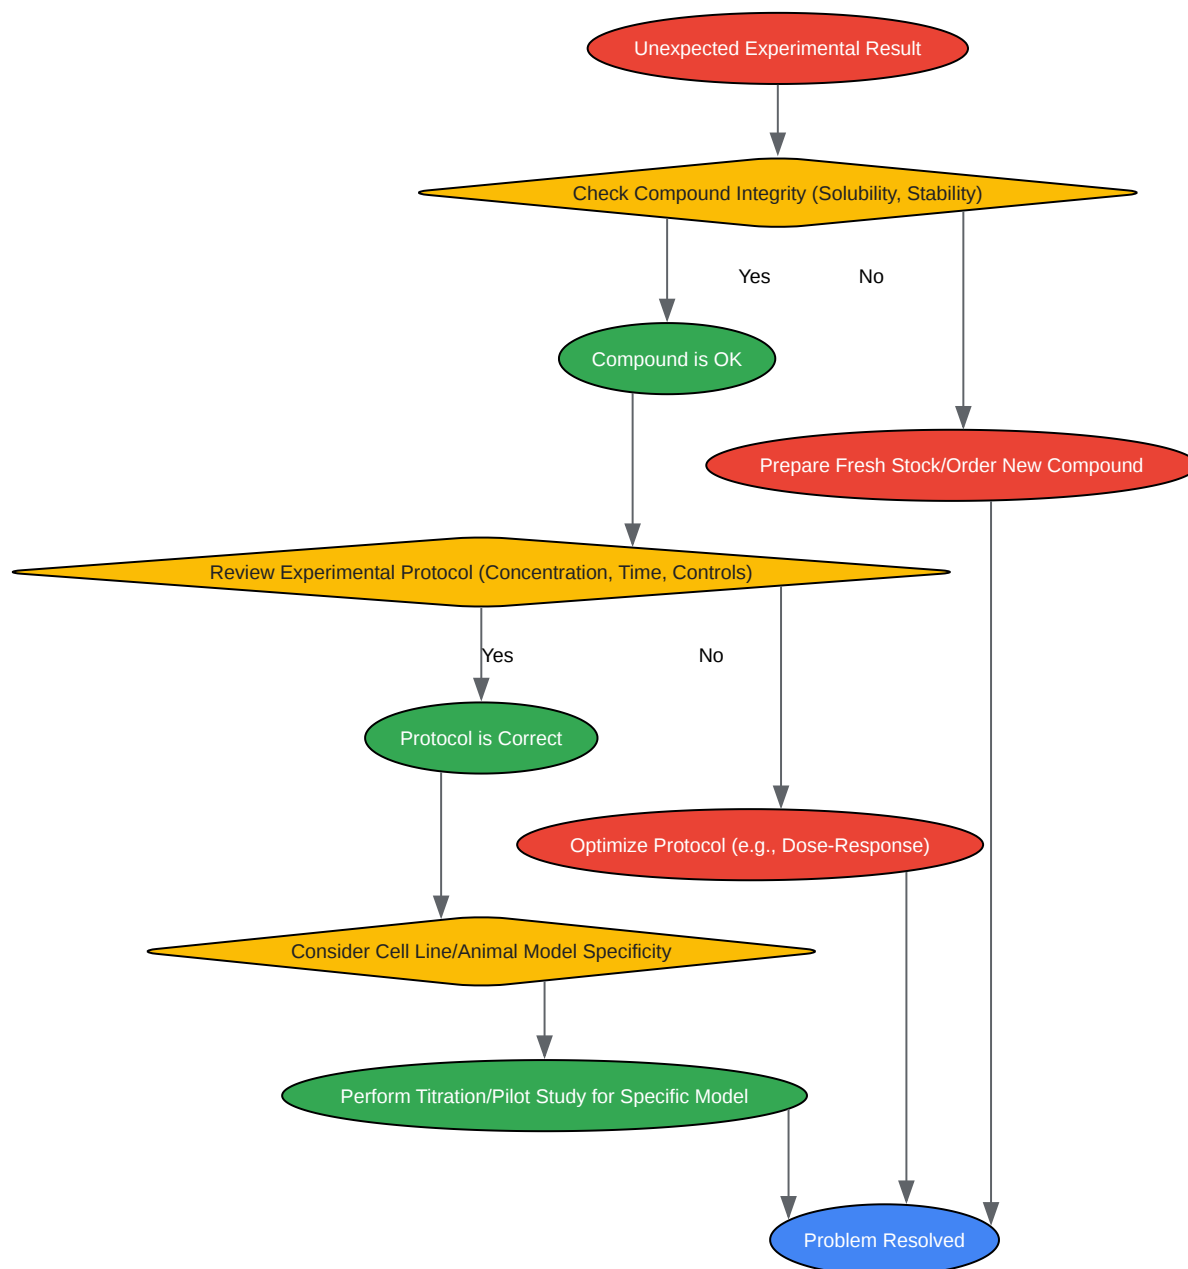 Unexpected Experimental Result
Check Compound Integrity (Solubility, Stability)
Yes
No
Compound is OK
Prepare Fresh Stock/Order New Compound
Review Experimental Protocol (Concentration, Time, Controls)
Yes
No
Protocol is Correct
Optimize Protocol (e.g., Dose-Response)
Consider Cell Line/Animal Model Specificity
Perform Titration/Pilot Study for Specific Model
Problem Resolved